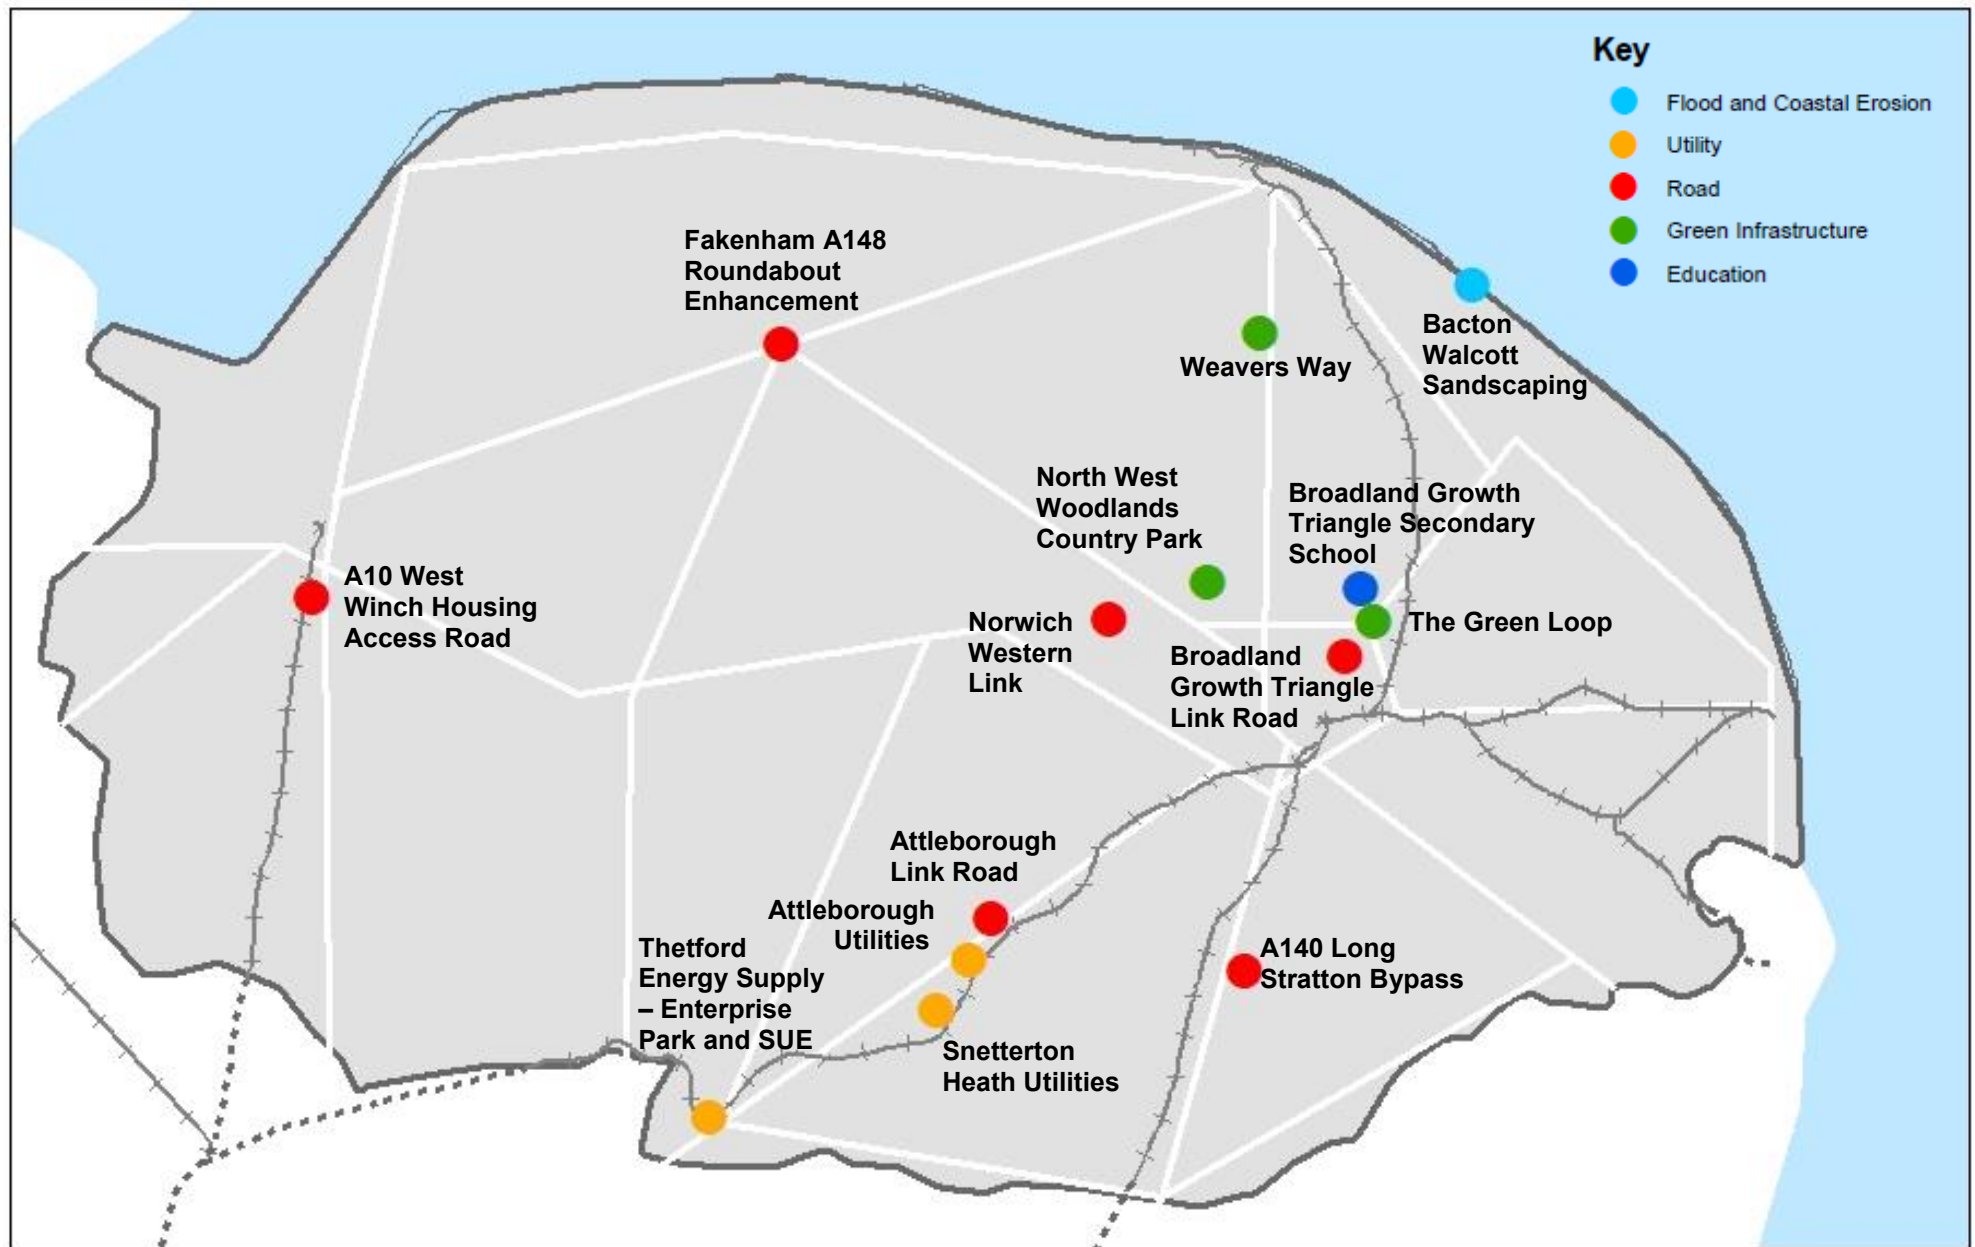 Key
Flood and Coastal Erosion
Utility
Road
Green Infrastructure
Education
Fakenham A148
Roundabout
Enhancement
Bacton
Walcott
Sandscaping
Weavers Way
North West
Woodlands
Country Park
Broadland Growth
Triangle Secondary
School
A10 West
Winch Housing
Access Road
Norwich
Western
Link
The Green Loop
Broadland
Growth Triangle
Link Road
Attleborough
Link Road
Attleborough
Utilities
Thetford
Energy Supply
– Enterprise
Park and SUE
A140 Long
Stratton Bypass
Snetterton
Heath Utilities